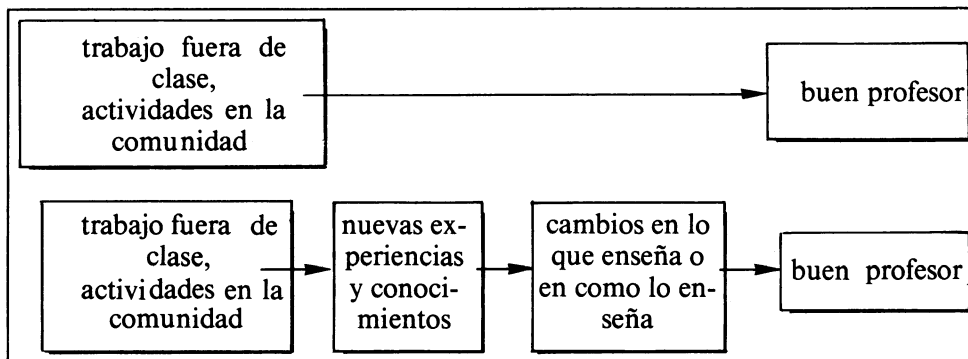 trabajo fuera de
clase,
actividades en la
comunidad
buen profesor
trabajo fuera de
clase,
actividades en la
comunidad
nuevas ex-
periencias
y conoci-
mientos
cambios en lo
que enseña o
en como lo en-
seña
buen profesor